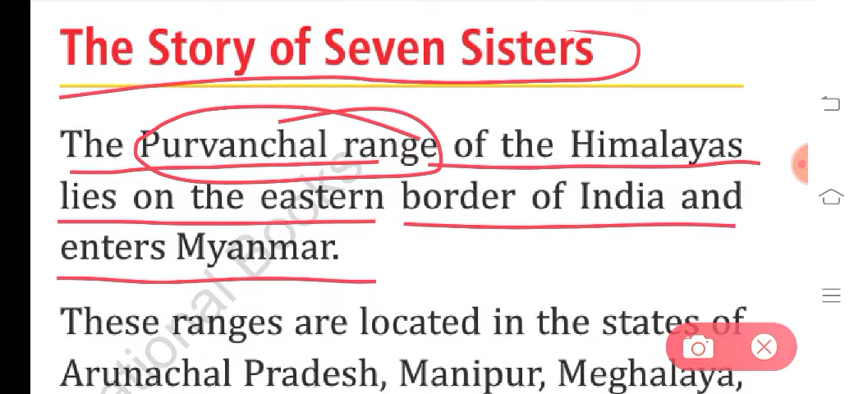 The Story of Seven Sisters
The Purvanchal range of the Himalayas
lies on the eastern border of India and
enters Myanmar.
These ranges are located in the states of
Arunachal Pradesh, Manipur, Meghalaya,